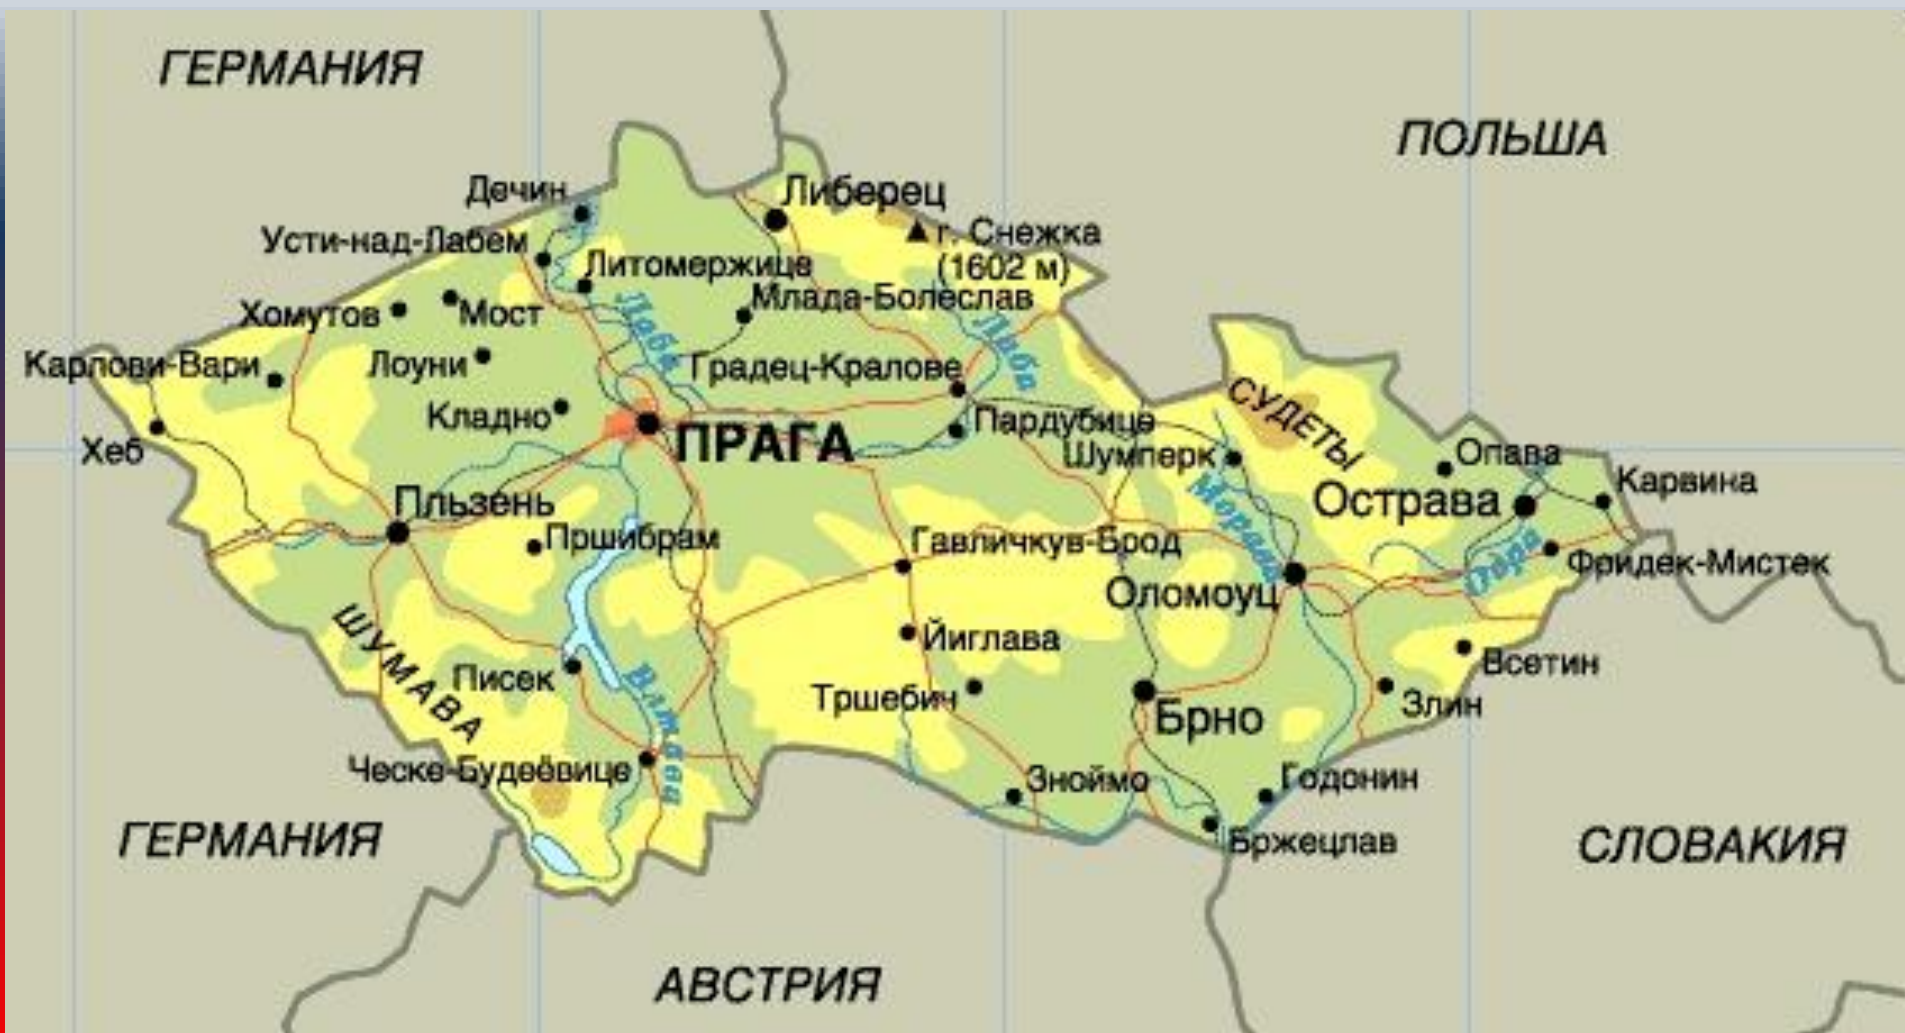 ГЕРМАНИЯ
ПОЛЬША
Дечин
Либерец
Усти-над-Лабем
г. Снежка
(1602 м)
Литомержице
Млада-Болеслав
Хомутов
Мост
Лаба
Лаба
Карлови-Вари
Лоуни
Градец-Кралове
СУДЕТЫ
Кладно
Пардубице
ПРАГА
Хеб
Шумперк
Опава
Карвина
Морава
Острава
Пльзень
Пршибрам
Гавличкув-Брод
Одра
Фридек-Мистек
Оломоуц
ШУМАВА
Йиглава
Всетин
Писек
Влтава
Тршебич
Злин
Брно
Ческе-Будеёвице
Зноймо
Годонин
ГЕРМАНИЯ
Бржецлав
СЛОВАКИЯ
АВСТРИЯ